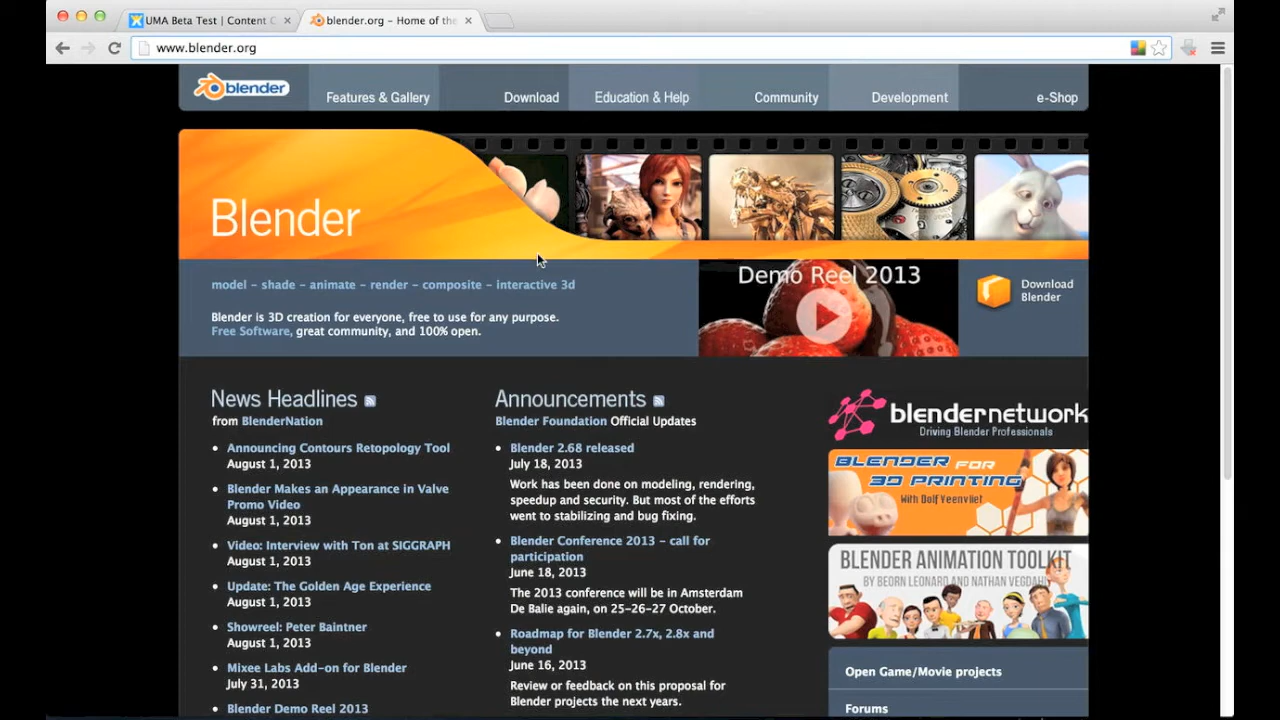 UMA Beta Test | Content C
blender.org – Home of the
www.blender.org
blender
Features & Gallery
Download
Education & Help
Community
Development
e-Shop
Blender
model – shade – animate – render – composite – interactive 3d
Blender is 3D creation for everyone, free to use for any purpose.
Free Software, great community, and 100% open.
Demo Reel 2013
Download
Blender
News Headlines
from BlenderNation
Announcing Contours Retopology Tool
August 1, 2013
Blender Makes an Appearance in Valve
Promo Video
August 1, 2013
Video: Interview with Ton at SIGGRAPH
August 1, 2013
Update: The Golden Age Experience
August 1, 2013
Showreel: Peter Baintner
August 1, 2013
Mixee Labs Add-on for Blender
July 31, 2013
Blender Demo Reel 2013
Announcements
Blender Foundation Official Updates
Blender 2.68 released
July 18, 2013
Work has been done on modeling, rendering,
speedup and security. But most of the efforts
went to stabilizing and bug fixing.
Blender Conference 2013 – call for
participation
June 18, 2013
The 2013 conference will be in Amsterdam
De Balie again, on 25-26-27 October.
Roadmap for Blender 2.7x, 2.8x and
beyond
June 16, 2013
Review or feedback on this proposal for
Blender projects the next years.
blendernetwork
Driving Blender Professionals
BLENDER FOR
3D PRINTING
With Dolf Veenvliet
BLENDER ANIMATION TOOLKIT
BY BEORN LEONARD AND NATHAN VEGDAHL
Open Game/Movie projects
Forums